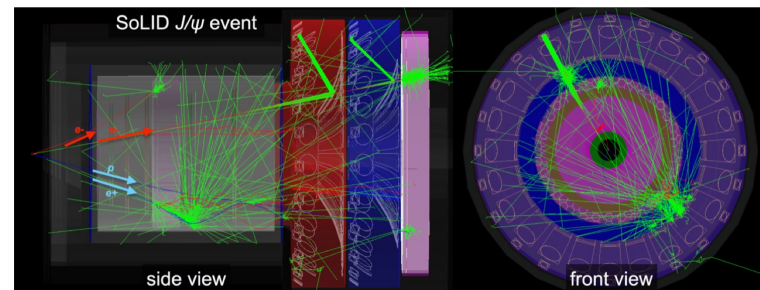 SoLID J/ψ event
e-
e-
p
e+
side view
front view